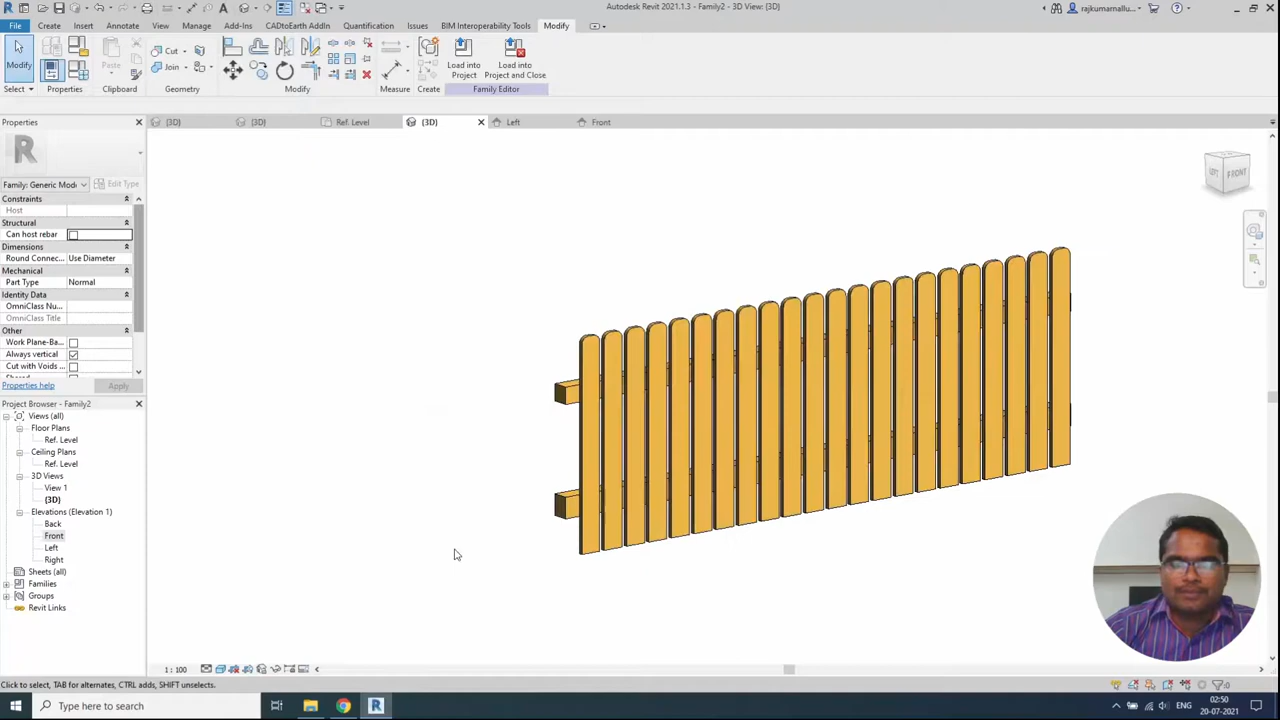 Autodesk Revit 2021.1.3 - Family2 - 3D View: {3D}
rajkumarnallu...
File Create Insert Annotate View Manage Add-Ins CADtoEarth AddIn Quantification Issues BIM Interoperability Tools Modify
Modify
Paste
Cut
Join
Load into
Project
Load into
Project and Close
Select Properties Clipboard Geometry Modify Measure Create Family Editor
Properties
{3D} {3D} Ref. Level {3D} Left Front
Family: Generic Mode
Edit Type
Constraints
Host
Structural
Can host rebar
Dimensions
Round Connec... Use Diameter
Mechanical
Part Type Normal
Identity Data
OmniClass Nu...
OmniClass Title
Other
Work Plane-Ba...
Always vertical
Cut with Voids ...
Properties help
Apply
Project Browser - Family2
Views (all)
Floor Plans
Ref. Level
Ceiling Plans
Ref. Level
3D Views
View 1
{3D}
Elevations (Elevation 1)
Back
Front
Left
Right
Sheets (all)
Families
Groups
Revit Links
LEFT FRONT
1 : 100
Click to select, TAB for alternates, CTRL adds, SHIFT unselects.
:0
Type here to search
ENG
02:50
20-07-2021